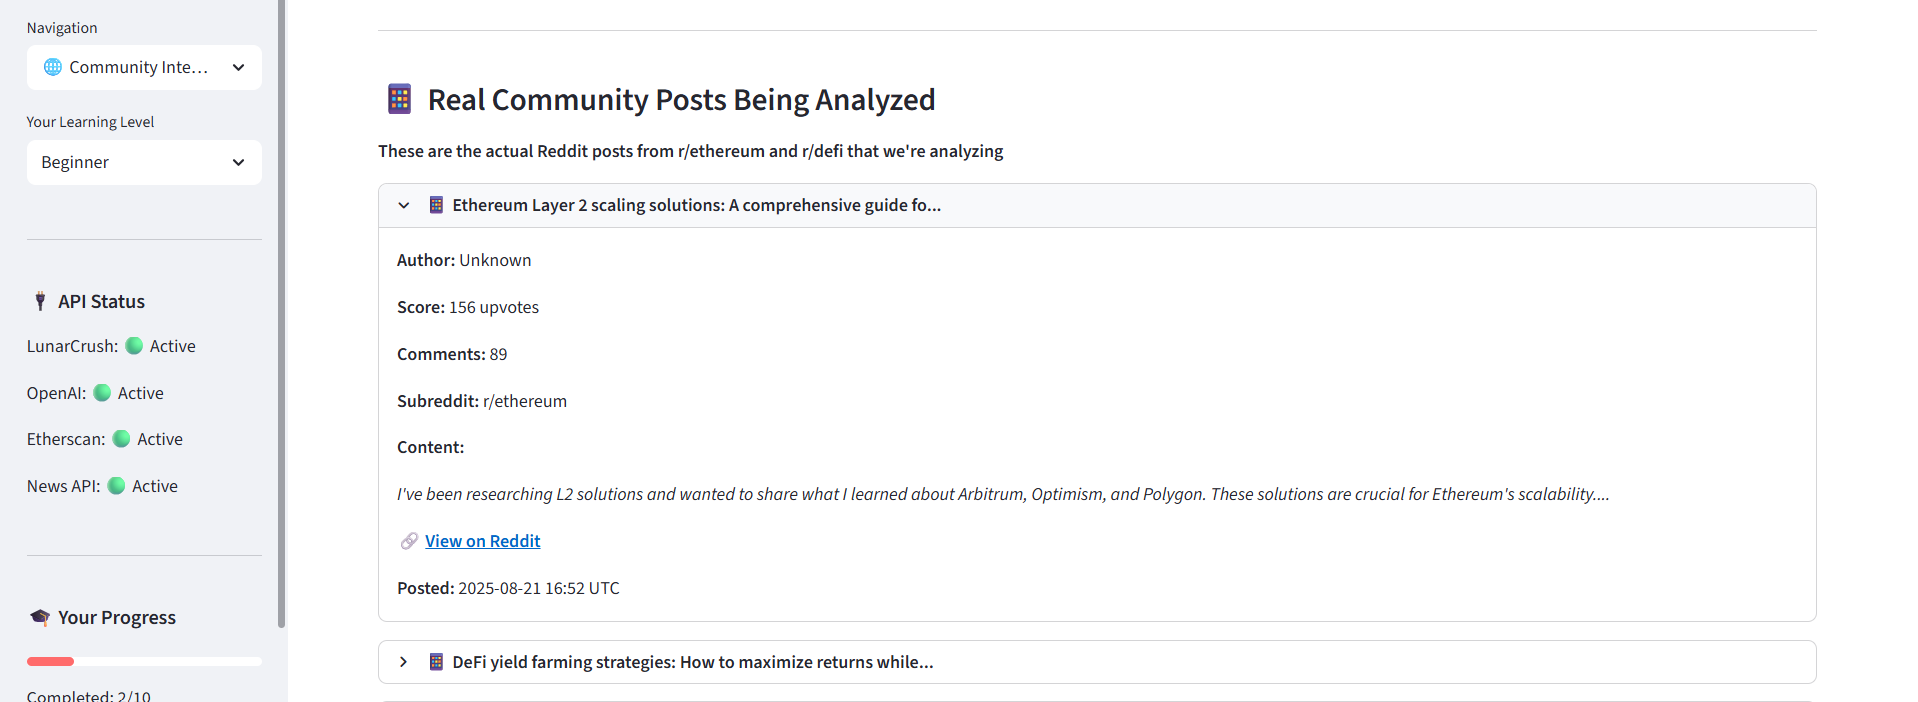 Navigation
🌐 Community Inte...
Your Learning Level
Beginner
API Status
LunarCrush: 🟢 Active
OpenAI: 🟢 Active
Etherscan: 🟢 Active
News API: 🟢 Active
Your Progress
Completed: 2/10
Real Community Posts Being Analyzed
These are the actual Reddit posts from r/ethereum and r/defi that we're analyzing
Ethereum Layer 2 scaling solutions: A comprehensive guide fo...
Author: Unknown
Score: 156 upvotes
Comments: 89
Subreddit: r/ethereum
Content:
I've been researching L2 solutions and wanted to share what I learned about Arbitrum, Optimism, and Polygon. These solutions are crucial for Ethereum's scalability....
View on Reddit
Posted: 2025-08-21 16:52 UTC
DeFi yield farming strategies: How to maximize returns while...